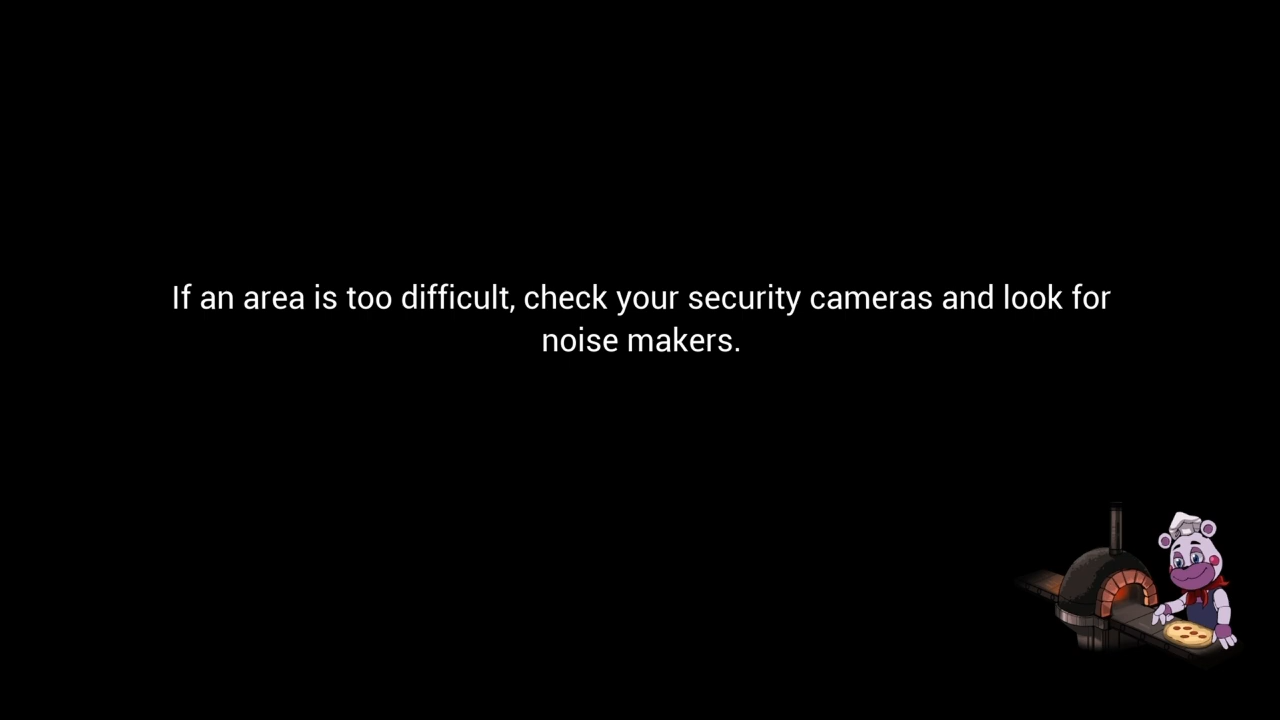 If an area is too difficult, check your security cameras and look for
noise makers.